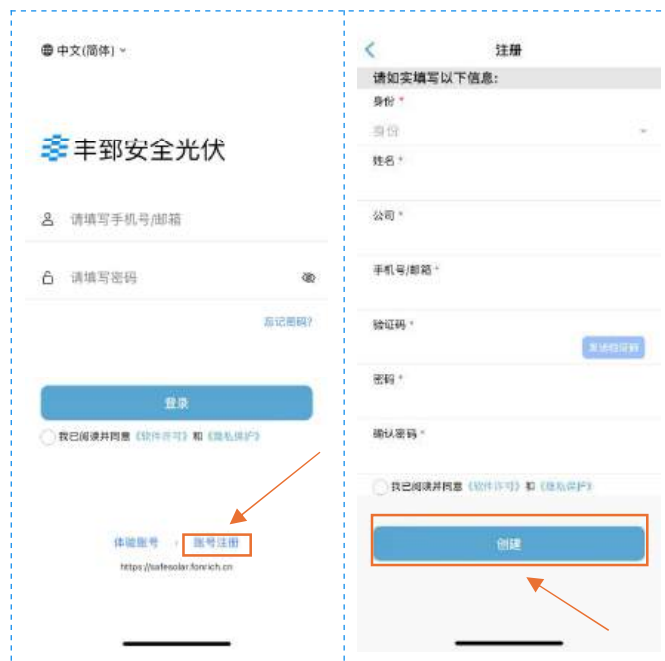 中文(简体)
丰郅安全光伏
请填写手机号/邮箱
请填写密码
忘记密码?
登录
我已阅读并同意《软件许可》和《隐私保护》
体验账号
账号注册
https://safesolar.fonrich.cn
注册
请如实填写以下信息:
身份 *
身份
姓名 *
公司 *
手机号/邮箱 *
验证码 *
发送验证码
密码 *
确认密码 *
我已阅读并同意《软件许可》和《隐私保护》
创建